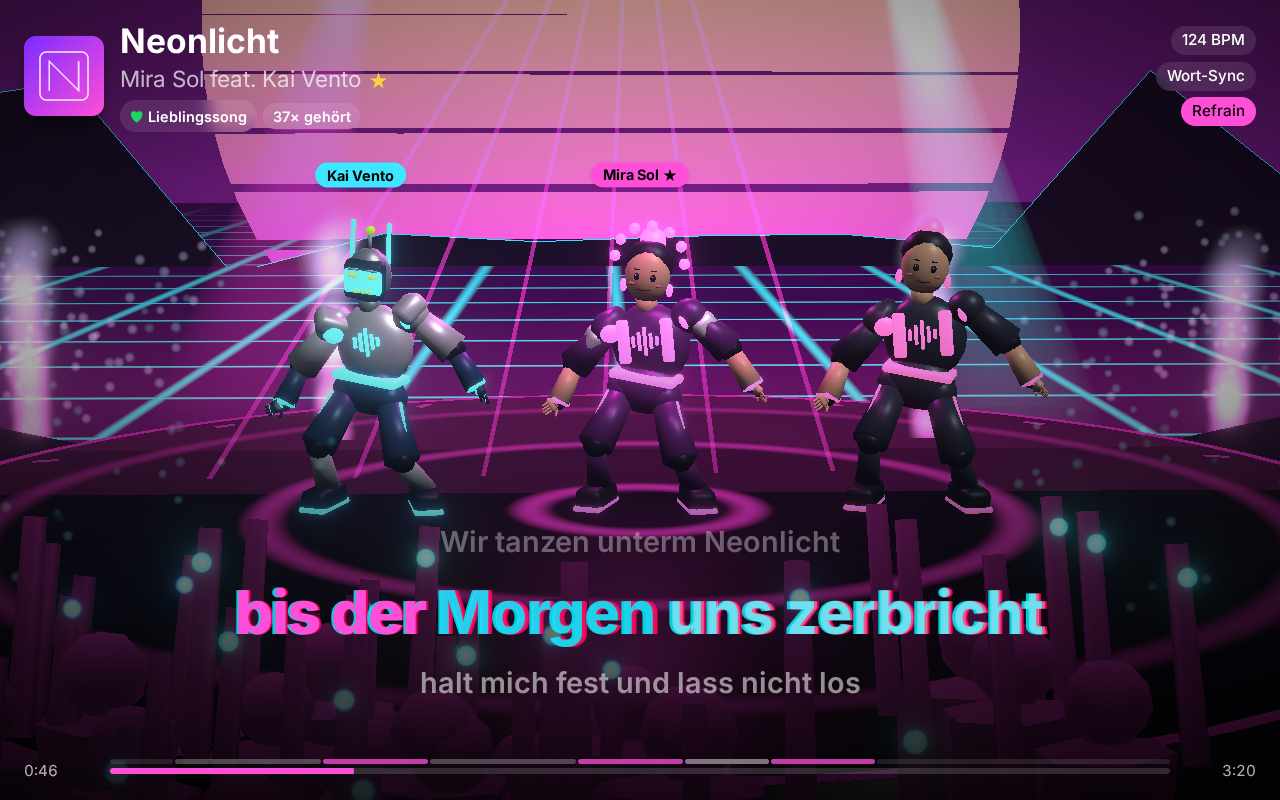 N
Neonlicht
Mira Sol feat. Kai Vento ★
Lieblingssong
37× gehört
124 BPM
Wort-Sync
Refrain
Kai Vento
Mira Sol ★
Wir tanzen unterm Neonlicht
bis der Morgen uns zerbricht
halt mich fest und lass nicht los
0:46
3:20